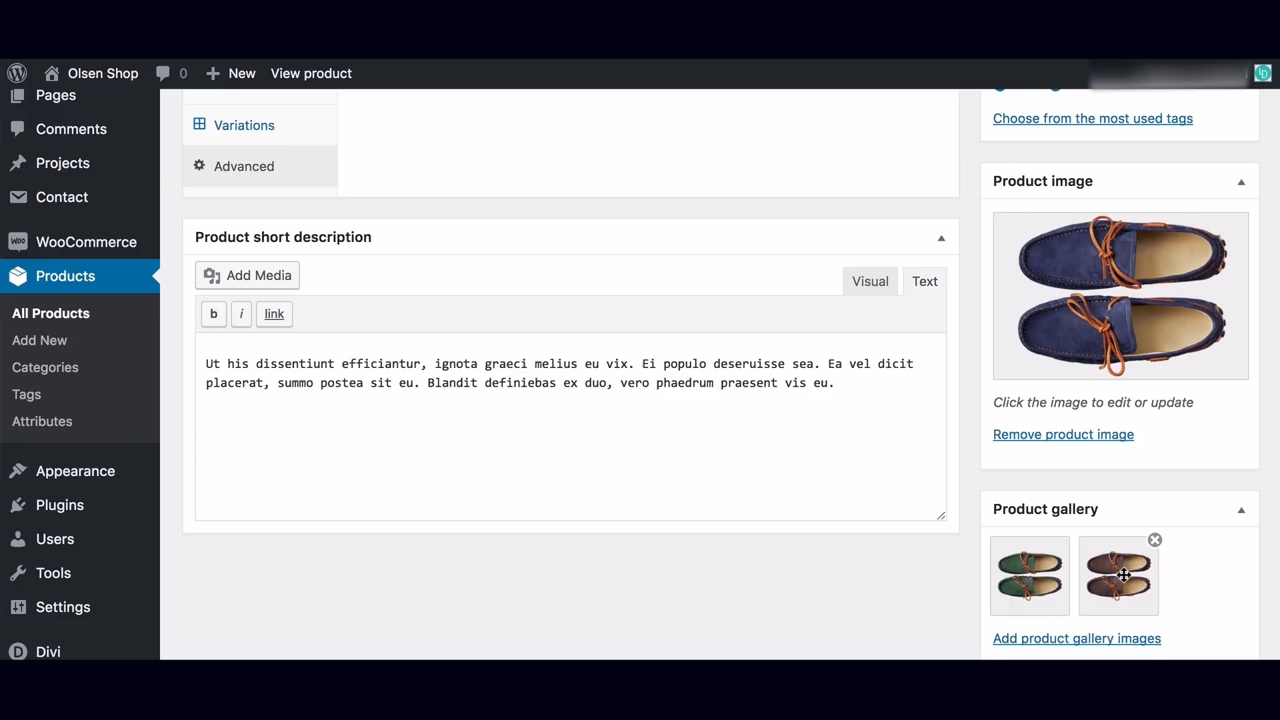 Olsen Shop
0
New
View product
Pages
Comments
Projects
Contact
WooCommerce
Products
All Products
Add New
Categories
Tags
Attributes
Appearance
Plugins
Users
Tools
Settings
Divi
Variations
Advanced
Product short description
Add Media
Visual
Text
b
i
link
Ut his dissentiunt efficiantur, ignota graeci melius eu vix. Ei populo deseruisse sea. Ea vel dicit
placerat, summo postea sit eu. Blandit definiebas ex duo, vero phaedrum praesent vis eu.
Choose from the most used tags
Product image
Click the image to edit or update
Remove product image
Product gallery
Add product gallery images